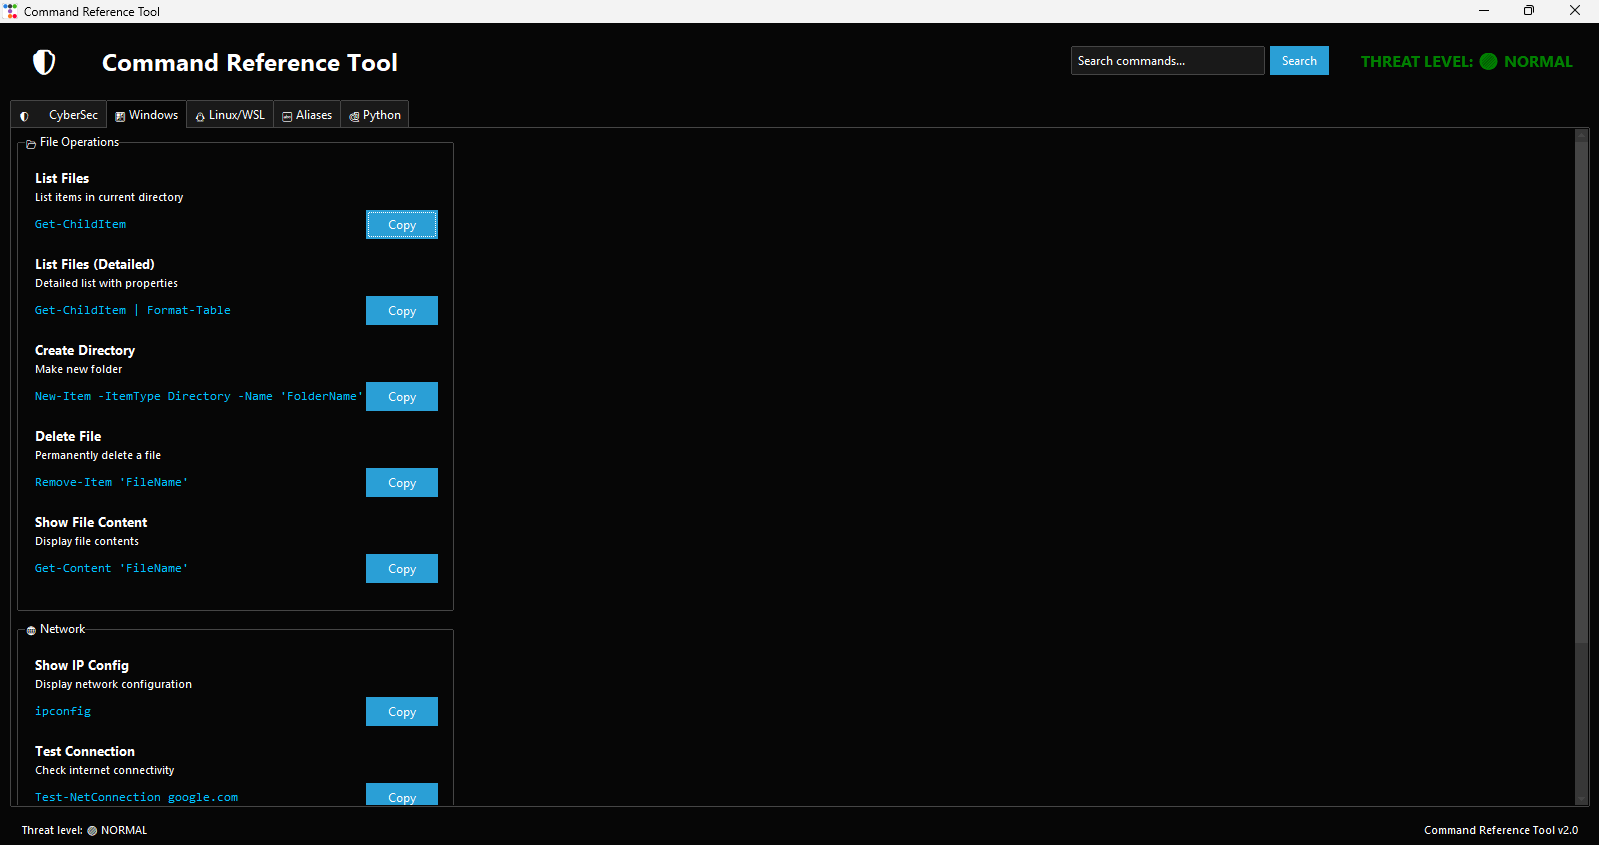 Command Reference Tool
Command Reference Tool
Search commands...
Search
THREAT LEVEL: NORMAL
CyberSec
Windows
Linux/WSL
Aliases
Python
File Operations
List Files
List items in current directory
Get-ChildItem
Copy
List Files (Detailed)
Detailed list with properties
Get-ChildItem | Format-Table
Copy
Create Directory
Make new folder
New-Item -ItemType Directory -Name 'FolderName'
Copy
Delete File
Permanently delete a file
Remove-Item 'FileName'
Copy
Show File Content
Display file contents
Get-Content 'FileName'
Copy
Network
Show IP Config
Display network configuration
ipconfig
Copy
Test Connection
Check internet connectivity
Test-NetConnection google.com
Copy
Threat level: NORMAL
Command Reference Tool v2.0